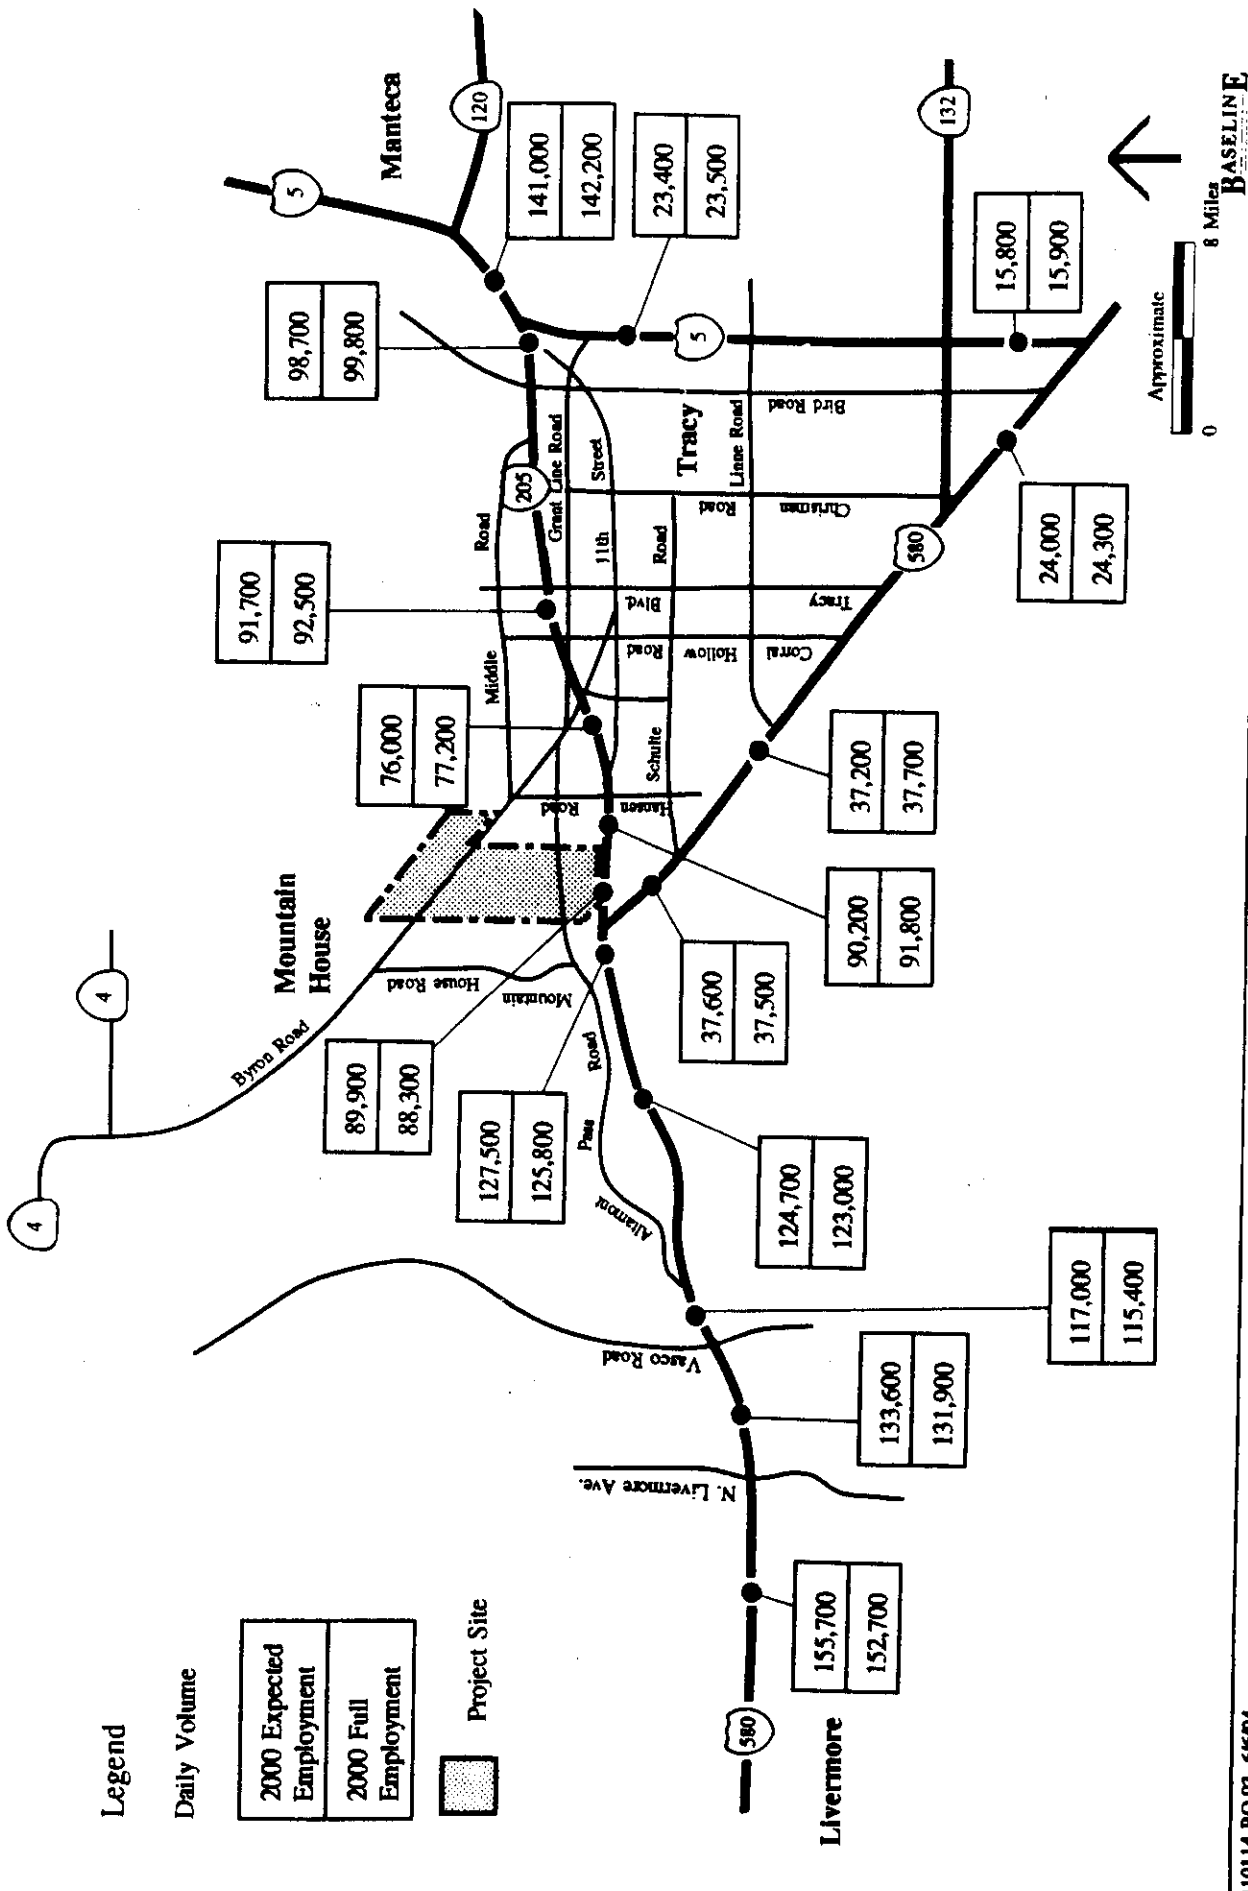 Legend
Daily Volume
2000 Expected
Employment
2000 Full
Employment
Project Site
4
4
Byron Road
Mountain
House
Manteca
5
120
98,700
99,800
141,000
142,200
23,400
23,500
91,700
92,500
76,000
77,200
89,900
88,300
127,500
125,800
House Road
Mountain
Middle
Road
205
Grant Line Road
11th
Street
Tracy
Road
Hansen
Schulte
Road
Road
Hollow
Corral
Blvd.
Tracy
Road
Chrisman
Linne Road
Bird Road
5
132
Altamont
Pass
Road
Vasco Road
N. Livermore Ave.
580
Livermore
580
155,700
152,700
133,600
131,900
117,000
115,400
124,700
123,000
37,600
37,500
90,200
91,800
37,200
37,700
24,000
24,300
15,800
15,900
Approximate
0
8 Miles
BASELINE